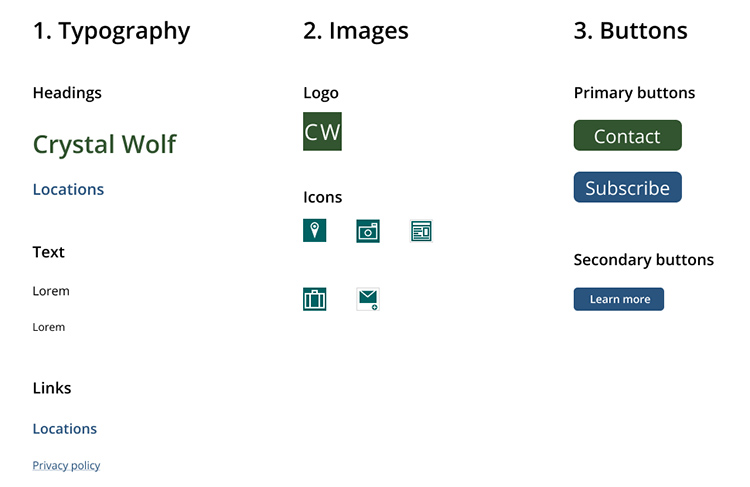 1. Typography
Headings
Crystal Wolf
Locations
Text
Lorem
Lorem
Links
Locations
Privacy policy
2. Images
Logo
CW
Icons
3. Buttons
Primary buttons
Contact
Subscribe
Secondary buttons
Learn more